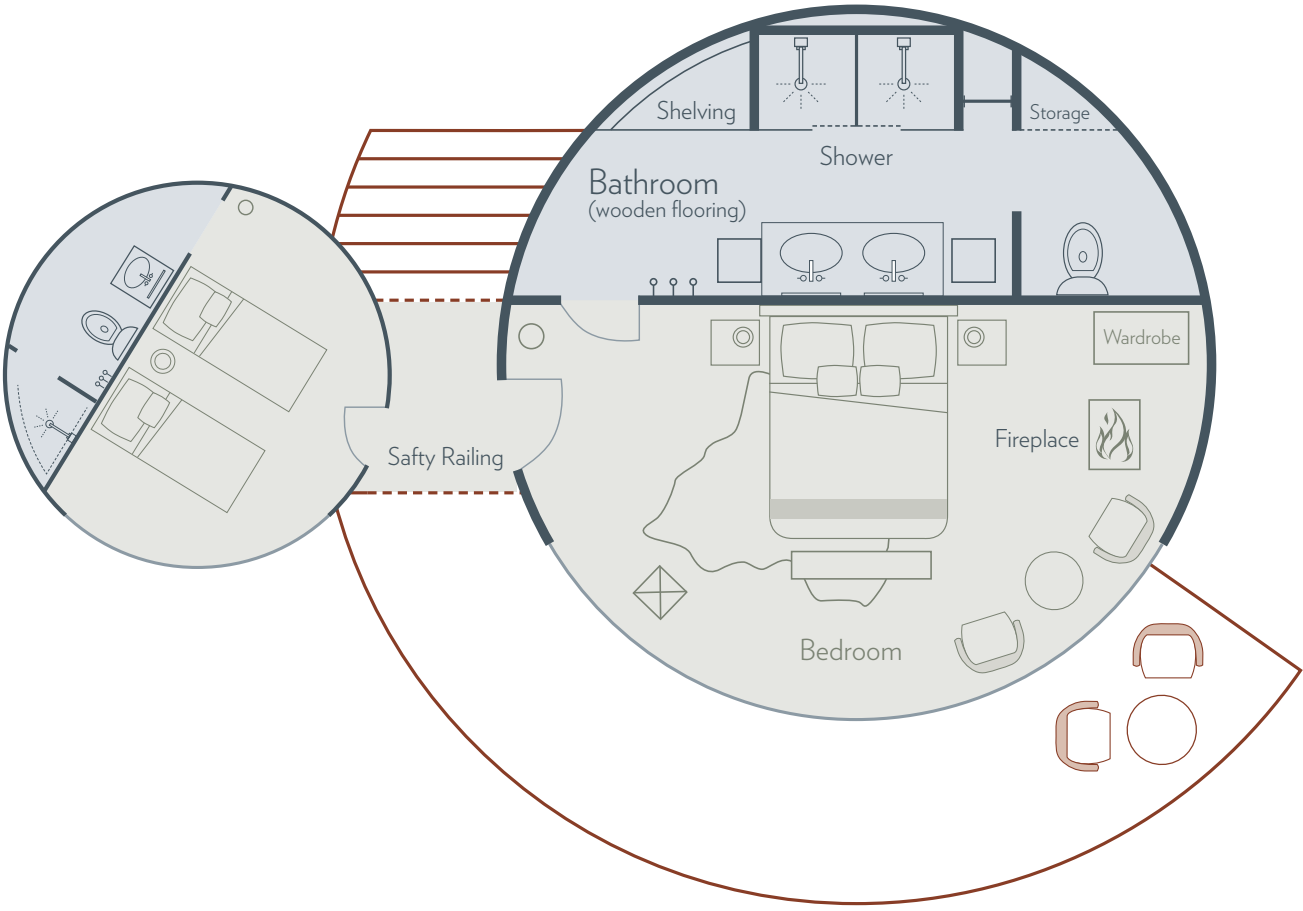 Shelving
Storage
Shower
Bathroom
(wooden flooring)
Wardrobe
Fireplace
Safty Railing
Bedroom